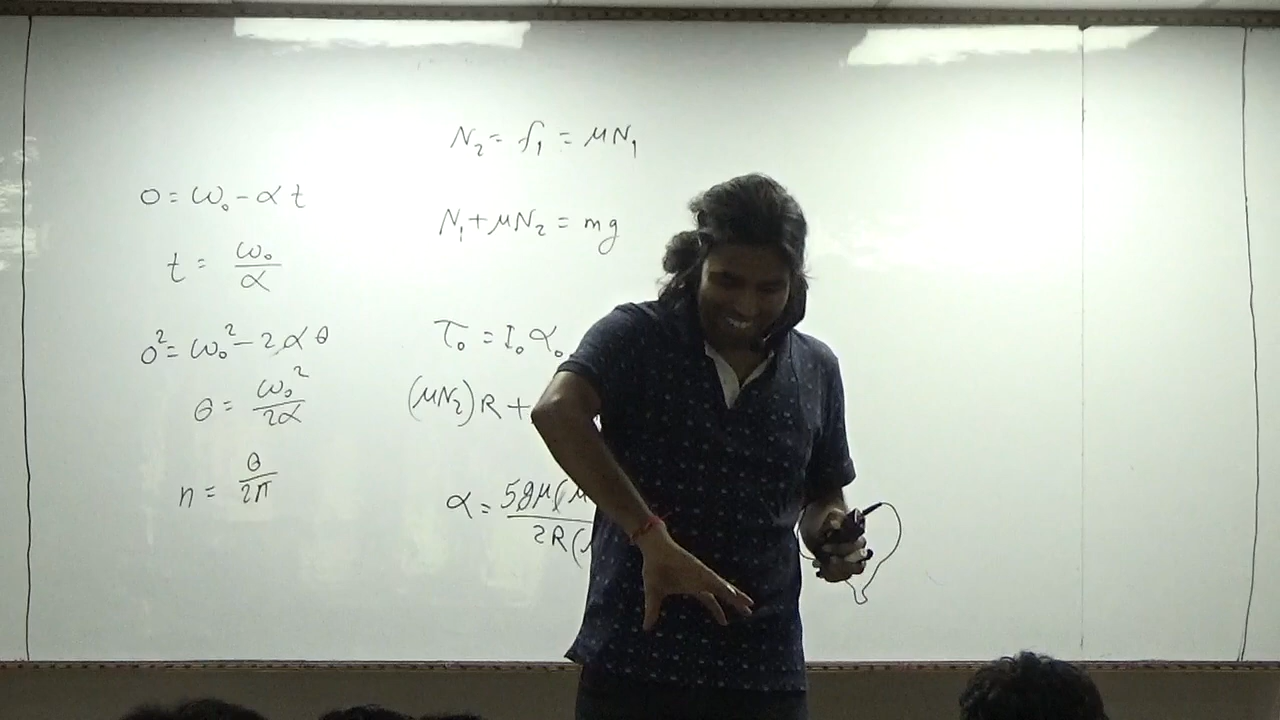 0 = ω₀ - αt
t = ω₀/α
0² = ω₀² - 2αθ
θ = ω₀²/2α
n = θ/2π
N₂ = f₁ = μN₁
N₁ + μN₂ = mg
τ₀ = I₀α₀
(μN₂)R +
α = 5gμ(/2R(